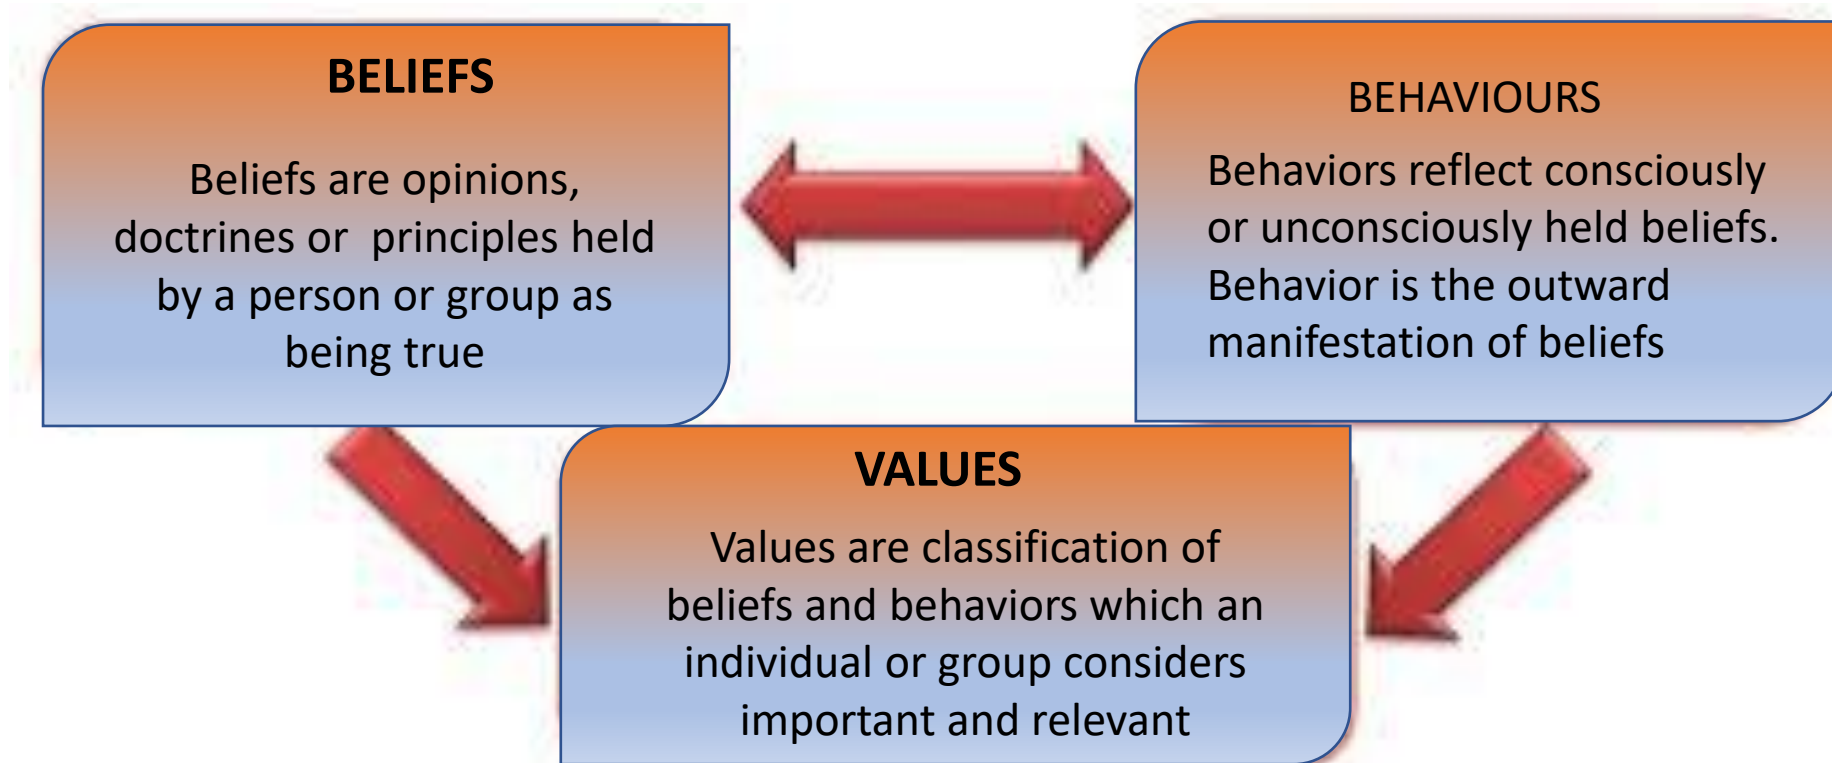 BELIEFS
Beliefs are opinions,
doctrines or  principles held
by a person or group as
being true
BEHAVIOURS
Behaviors reflect consciously
or unconsciously held beliefs.
Behavior is the outward
manifestation of beliefs
VALUES
Values are classification of
beliefs and behaviors which an
individual or group considers
important and relevant